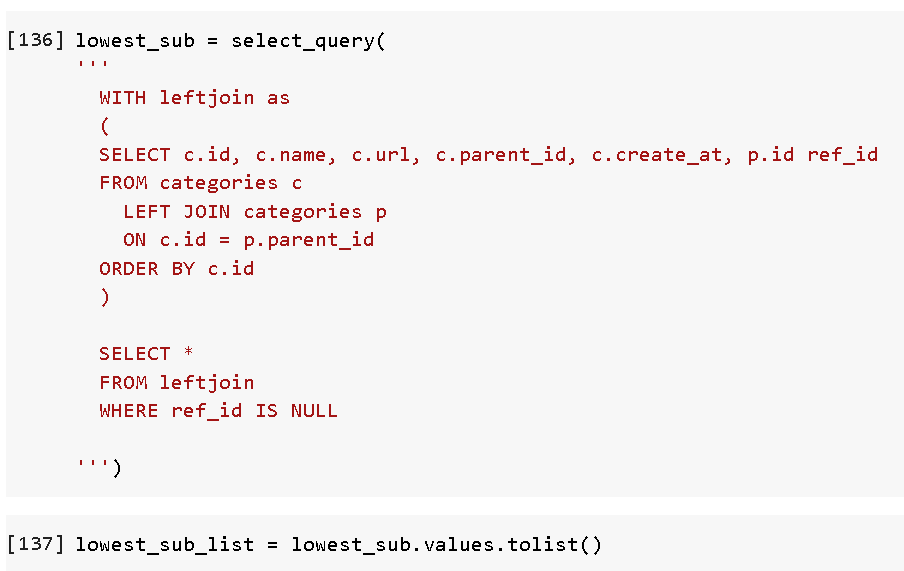 [136] lowest_sub = select_query(
'''
WITH leftjoin as
(
SELECT c.id, c.name, c.url, c.parent_id, c.create_at, p.id ref_id
FROM categories c
LEFT JOIN categories p
ON c.id = p.parent_id
ORDER BY c.id
)
SELECT *
FROM leftjoin
WHERE ref_id IS NULL
''')
[137] lowest_sub_list = lowest_sub.values.tolist()